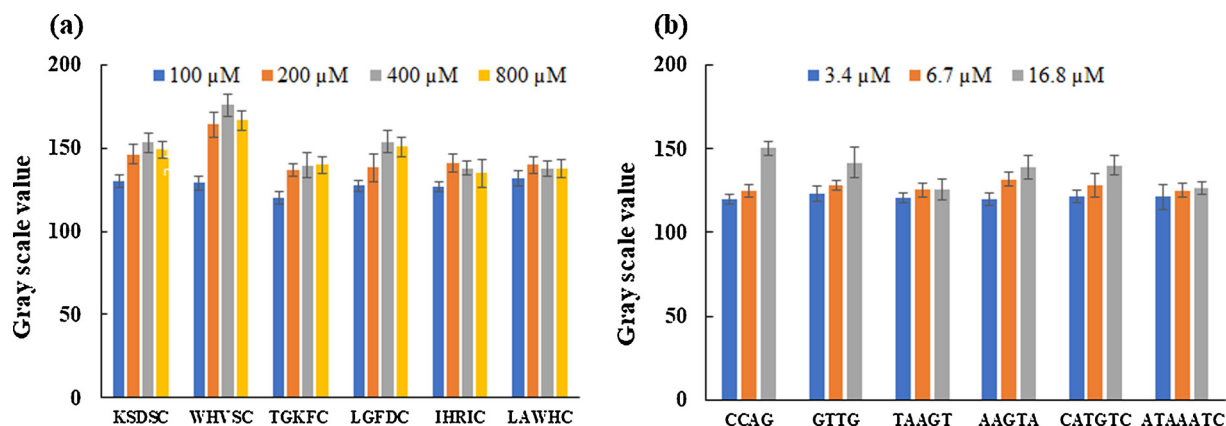 (a)
Gray scale value
200
150
100
50
0
100 µM 200 µM 400 µM 800 µM
KSDSC WHVSC TGKFC LGFDC IHRIC LAWHC
(b)
Gray scale value
200
150
100
50
0
3.4 µM 6.7 µM 16.8 µM
CCAG GTTG TAAGT AAGTA CATGTC ATAAATC